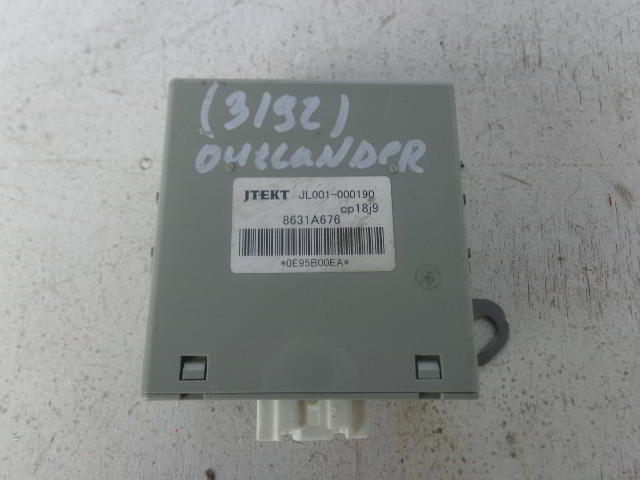 (3192)
OUtLANDER
JTEKT JL001-000190
cp18j9
8631A676
*0E95B00EA*